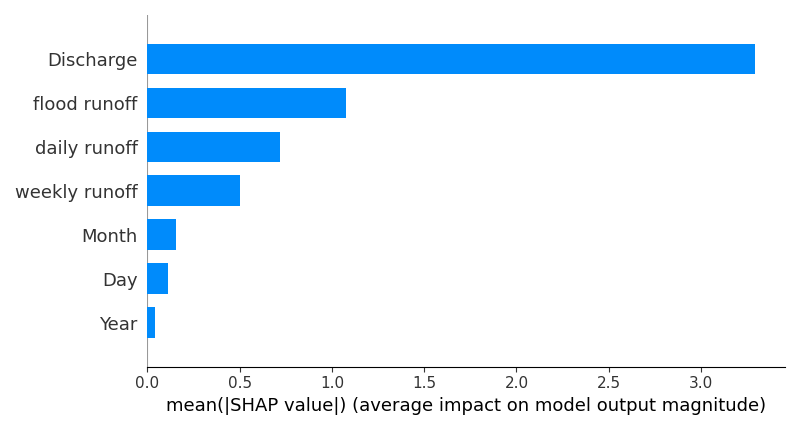 Discharge
flood runoff
daily runoff
weekly runoff
Month
Day
Year
0.0 0.5 1.0 1.5 2.0 2.5 3.0
mean(|SHAP value|) (average impact on model output magnitude)